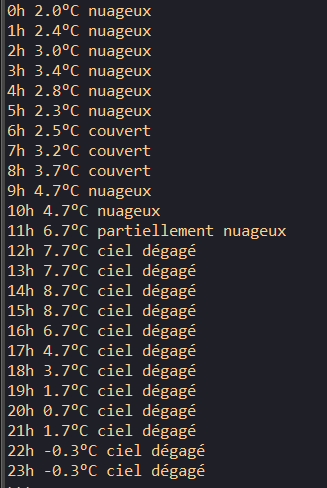 0h 2.0°C nuageux
1h 2.4°C nuageux
2h 3.0°C nuageux
3h 3.4°C nuageux
4h 2.8°C nuageux
5h 2.3°C nuageux
6h 2.5°C couvert
7h 3.2°C couvert
8h 3.7°C couvert
9h 4.7°C nuageux
10h 4.7°C nuageux
11h 6.7°C partiellement nuageux
12h 7.7°C ciel dégagé
13h 7.7°C ciel dégagé
14h 8.7°C ciel dégagé
15h 8.7°C ciel dégagé
16h 6.7°C ciel dégagé
17h 4.7°C ciel dégagé
18h 3.7°C ciel dégagé
19h 1.7°C ciel dégagé
20h 0.7°C ciel dégagé
21h 1.7°C ciel dégagé
22h -0.3°C ciel dégagé
23h -0.3°C ciel dégagé